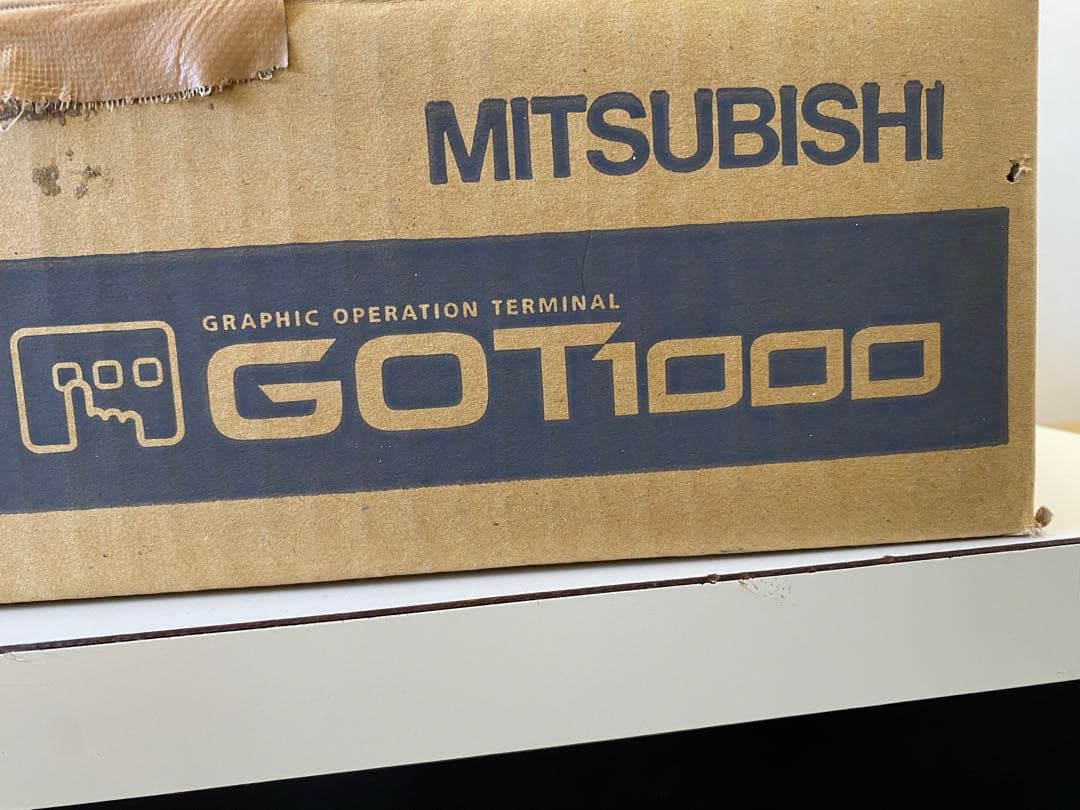 MITSUBISHI
GRAPHIC OPERATION TERMINAL
GOT1000